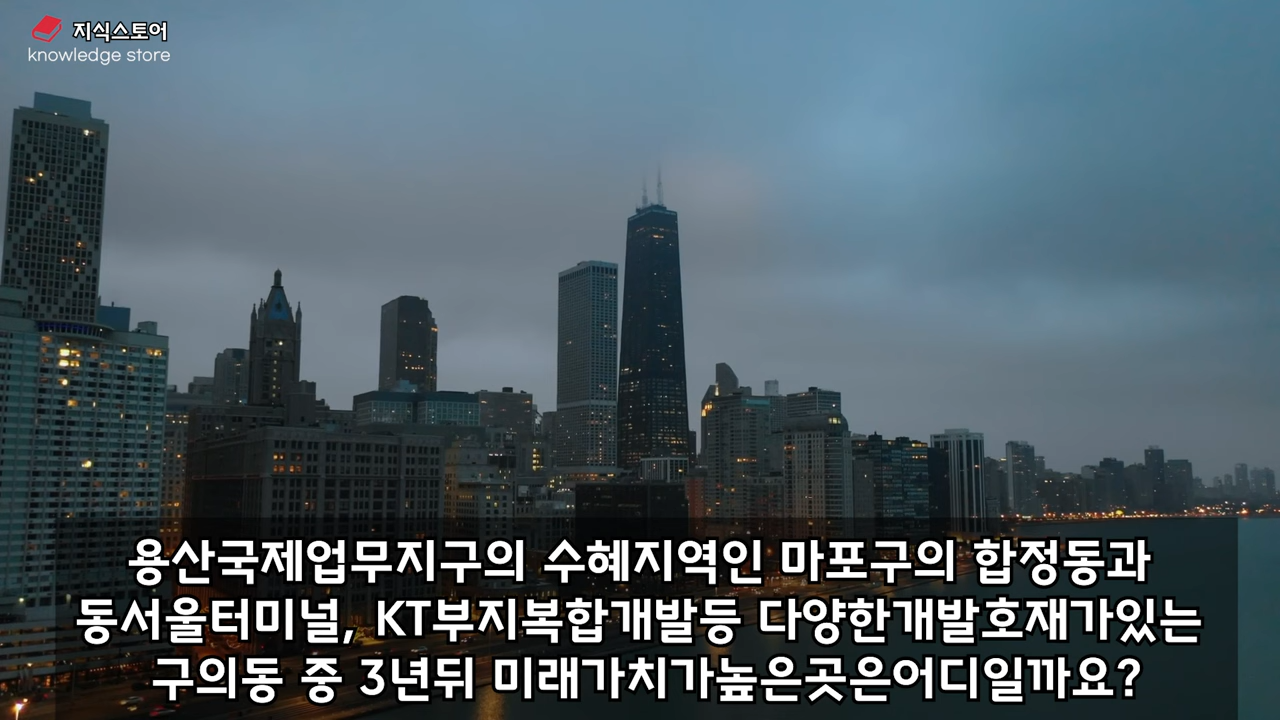 지식스토어
knowledge store
용산국제업무지구의 수혜지역인 마포구의 합정동과
동서울터미널, KT부지복합개발등 다양한개발호재가있는
구의동 중 3년뒤 미래가치가높은곳은어디일까요?